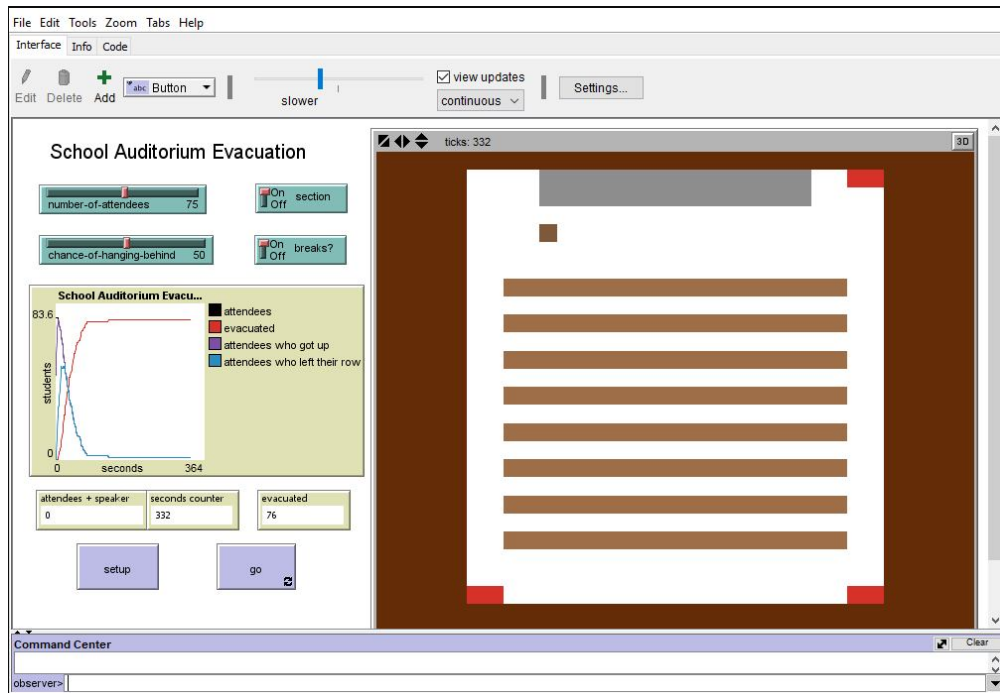 File Edit Tools Zoom Tabs Help
Interface Info Code
Edit Delete Add abc Button slower view updates continuous Settings...
School Auditorium Evacuation
ticks: 332 3D
number-of-attendees 75
On Off section
chance-of-hanging-behind 50
On Off breaks?
School Auditorium Evacu...
83.6
students
0
0 seconds 364
attendees
evacuated
attendees who got up
attendees who left their row
attendees + speaker
0
seconds counter
332
evacuated
76
setup
go
Command Center Clear
observer>